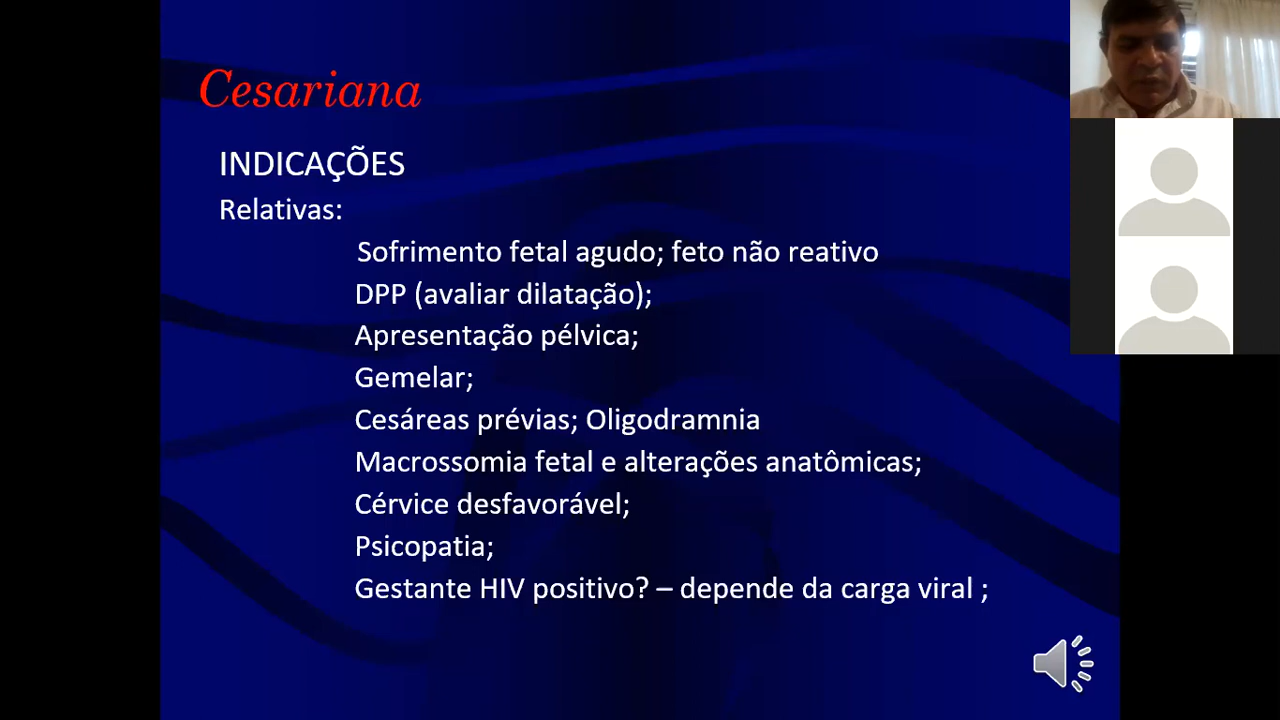 Cesariana
INDICAÇÕES
Relativas:
Sofrimento fetal agudo; feto não reativo
DPP (avaliar dilatação);
Apresentação pélvica;
Gemelar;
Cesáreas prévias; Oligodramnia
Macrossomia fetal e alterações anatômicas;
Cérvice desfavorável;
Psicopatia;
Gestante HIV positivo? – depende da carga viral ;